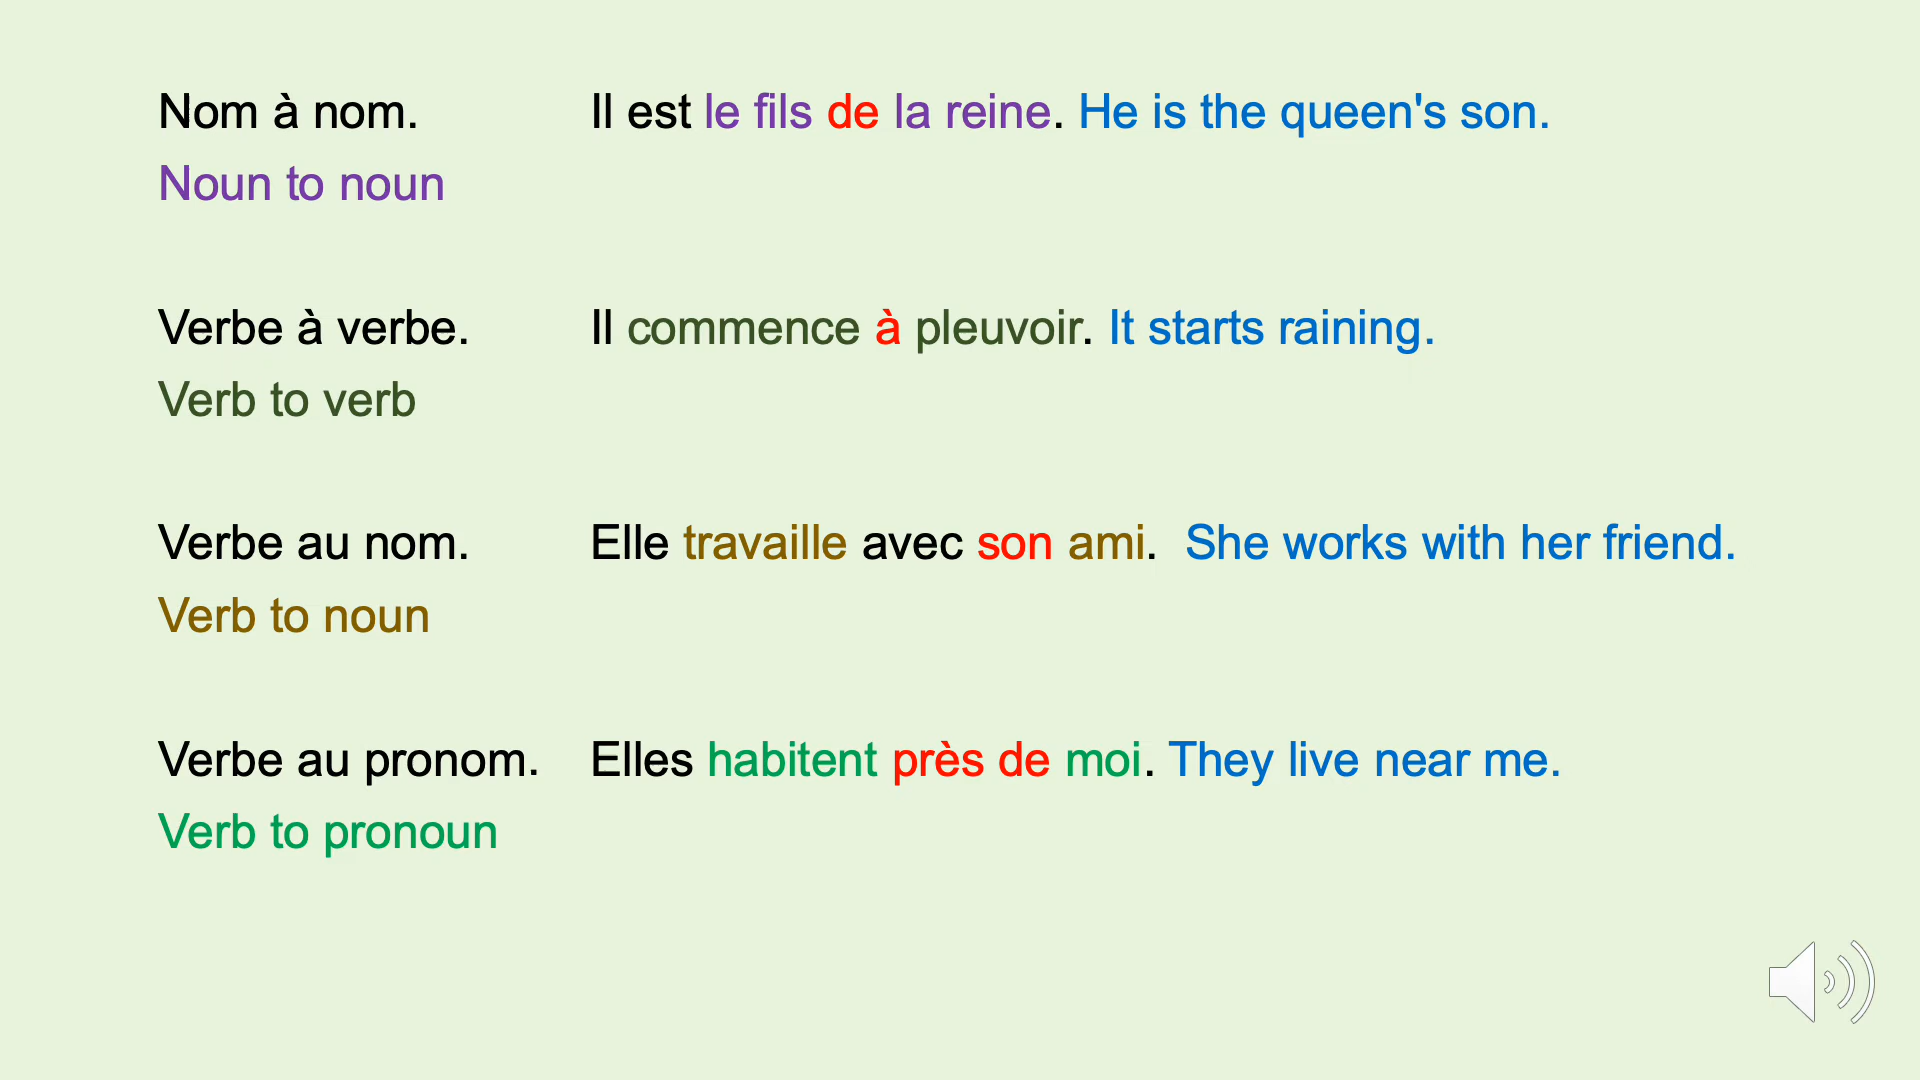 Nom à nom. Il est le fils de la reine. He is the queen's son.
Noun to noun
Verbe à verbe. Il commence à pleuvoir. It starts raining.
Verb to verb
Verbe au nom. Elle travaille avec son ami. She works with her friend.
Verb to noun
Verbe au pronom. Elles habitent près de moi. They live near me.
Verb to pronoun